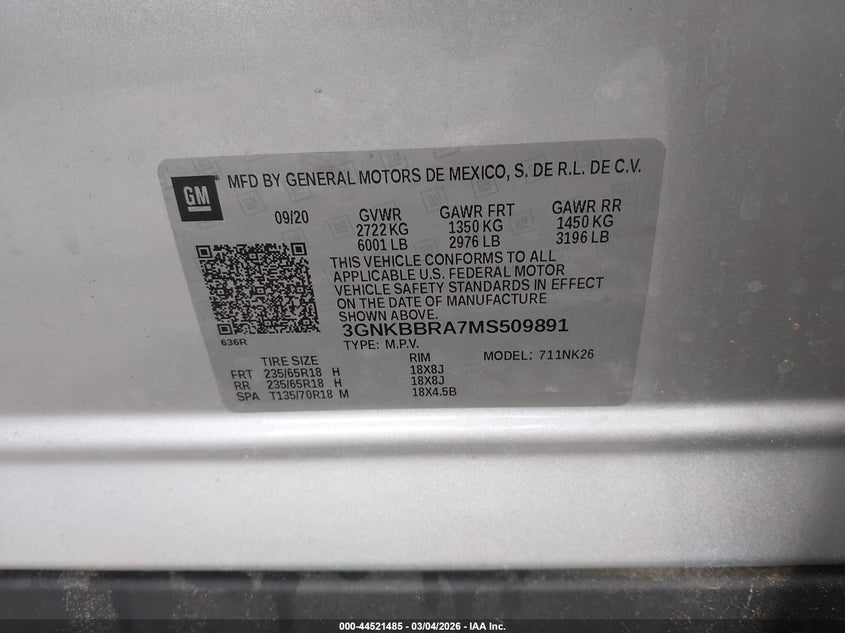 GM ® MFD BY GENERAL MOTORS DE MEXICO, S. DE R.L. DE C.V.
09/20 GVWR GAWR FRT GAWR RR
2722 KG 1350 KG 1450 KG
6001 LB 2976 LB 3196 LB
THIS VEHICLE CONFORMS TO ALL
APPLICABLE U.S. FEDERAL MOTOR
VEHICLE SAFETY STANDARDS IN EFFECT
ON THE DATE OF MANUFACTURE
SHOWN ABOVE.
3GNKBBRA7MS509891
636R
TYPE: M.P.V.
TIRE SIZE RIM MODEL: 711NK26
FRT 235/65R18 H 18X8J
RR 235/65R18 H 18X8J
SPA T135/70R18 M 18X4.5B
000-44521485 - 03/04/2026 - IAA Inc.